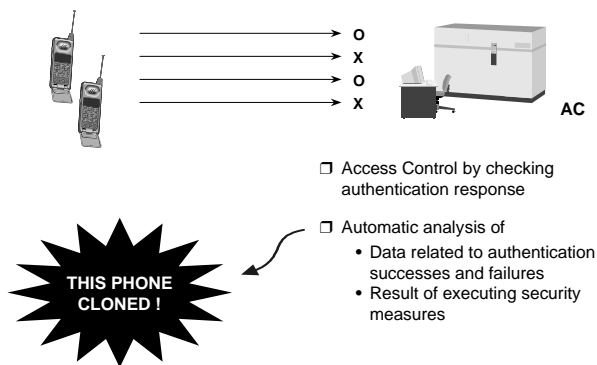 O
X
O
X
AC
❐ Access Control by checking
authentication response
❐ Automatic analysis of
• Data related to authentication
successes and failures
• Result of executing security
measures
THIS PHONE
CLONED !